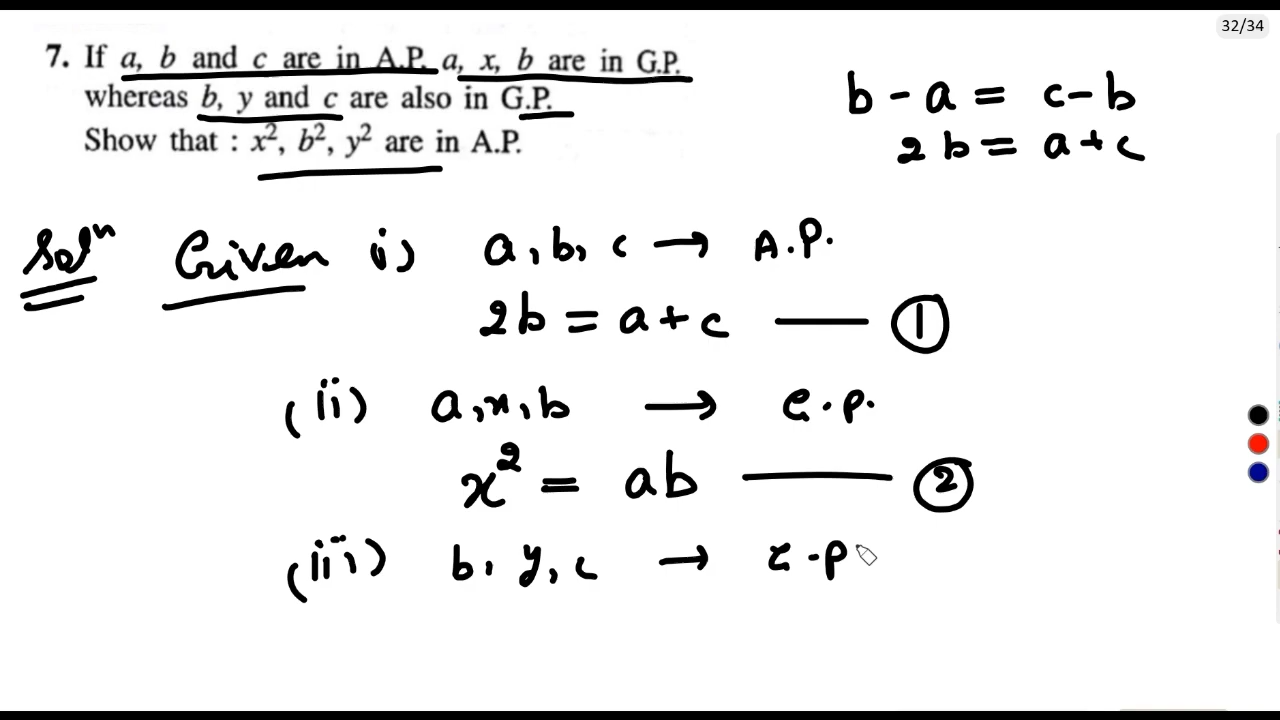 32/34
7. If a, b and c are in A.P. a, x, b are in G.P.
whereas b, y and c are also in G.P.
Show that : x², b², y² are in A.P.
b - a = c - b
2b = a + c
Solⁿ Given i) a, b, c → A.P.
2b = a + c —— ①
(ii) a, x, b → G.P.
x² = ab —— ②
(iii) b, y, c → G.P